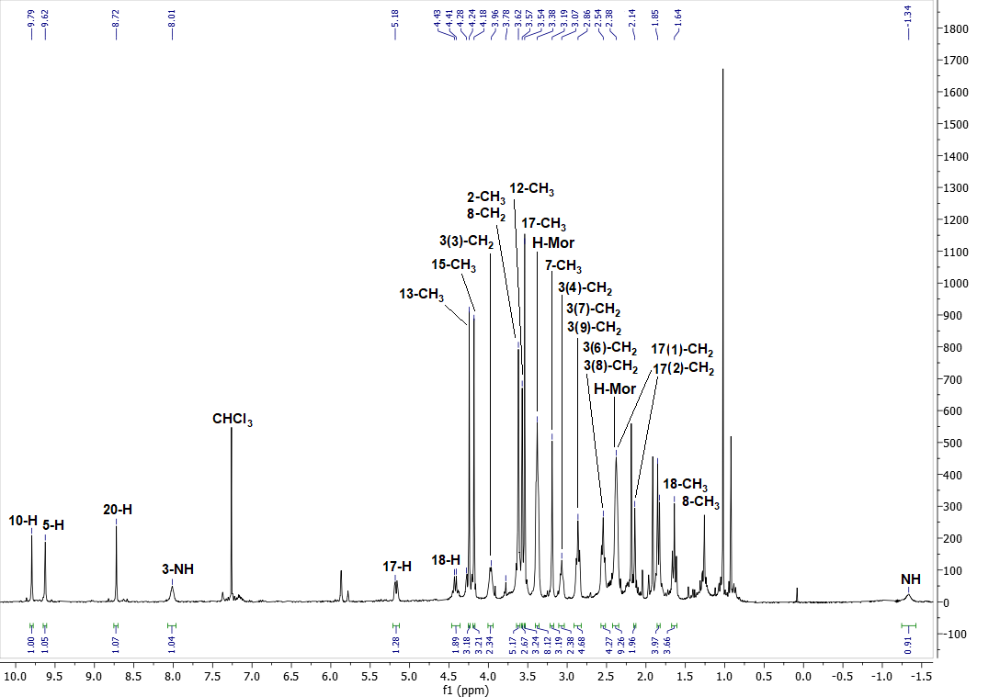 9.79 9.62 8.72 8.01 5.18 4.43 4.41 4.28 4.24 4.18 3.96 3.78 3.62 3.57 3.54 3.38 3.19 3.07 2.86 2.54 2.38 2.14 1.85 1.64 -1.34
12-CH₃
2-CH₃
8-CH₂
17-CH₃
3(3)-CH₂
H-Mor
15-CH₃
7-CH₃
13-CH₃
3(4)-CH₂
3(7)-CH₂
3(9)-CH₂
3(6)-CH₂
3(8)-CH₂
17(1)-CH₂
17(2)-CH₂
H-Mor
CHCl₃
18-CH₃
8-CH₃
10-H
5-H
20-H
3-NH
17-H
18-H
NH
1800
1700
1600
1500
1400
1300
1200
1100
1000
900
800
700
600
500
400
300
200
100
0
-100
1.00 1.05 1.07 1.04 1.28 1.89 3.18 3.21 2.34 5.17 2.67 3.24 8.12 3.19 2.38 4.68 4.27 9.26 1.96 3.97 3.66 0.91
10.0 9.5 9.0 8.5 8.0 7.5 7.0 6.5 6.0 5.5 5.0 4.5 4.0 3.5 3.0 2.5 2.0 1.5 1.0 0.5 0.0 -0.5 -1.0 -1.5
f1 (ppm)